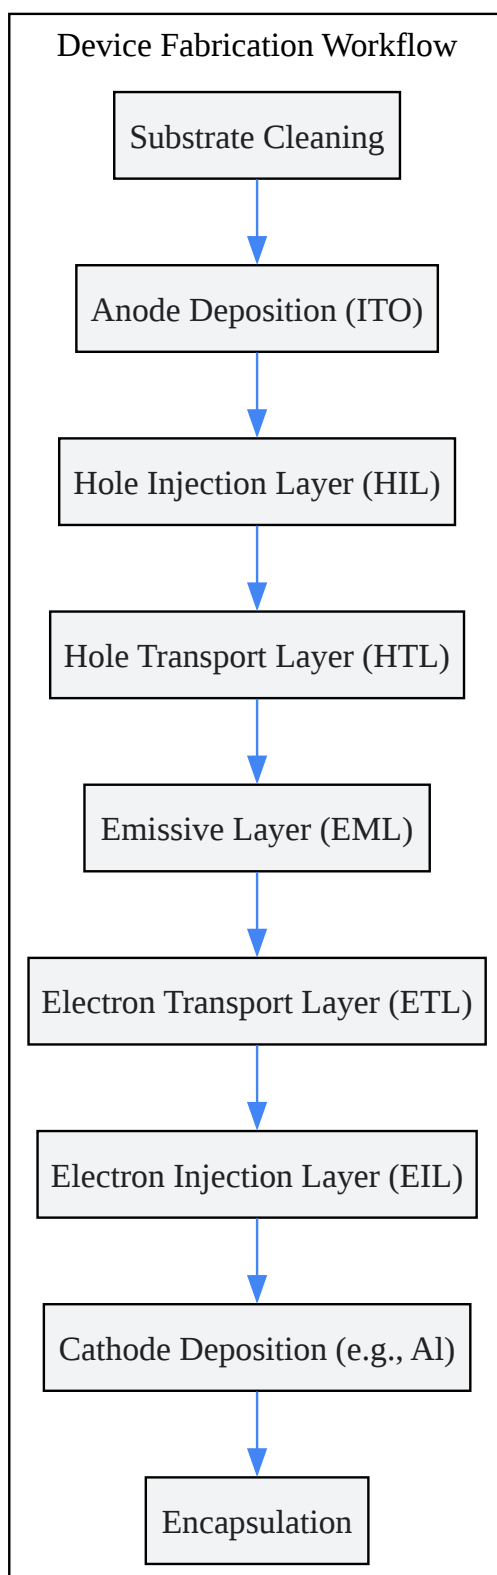 Device Fabrication Workflow
Substrate Cleaning
Anode Deposition (ITO)
Hole Injection Layer (HIL)
Hole Transport Layer (HTL)
Emissive Layer (EML)
Electron Transport Layer (ETL)
Electron Injection Layer (EIL)
Cathode Deposition (e.g., Al)
Encapsulation